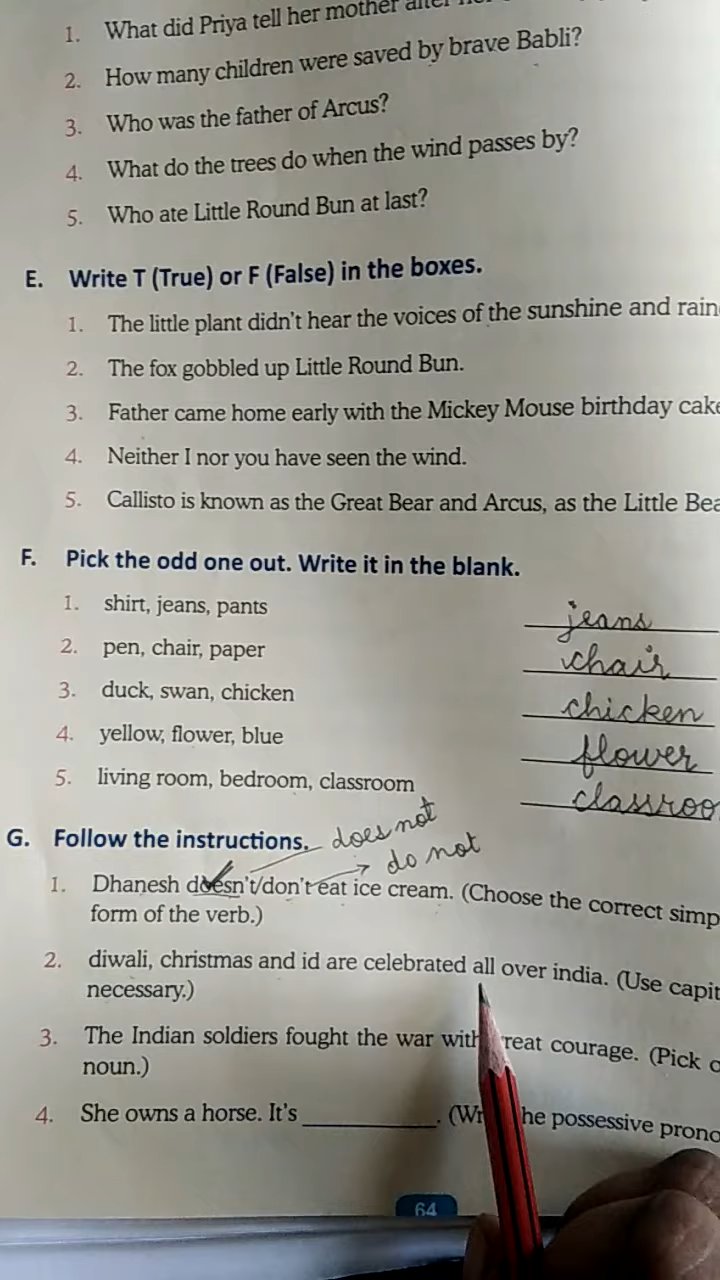 1. What did Priya tell her mother after
2. How many children were saved by brave Babli?
3. Who was the father of Arcus?
4. What do the trees do when the wind passes by?
5. Who ate Little Round Bun at last?
E. Write T (True) or F (False) in the boxes.
1. The little plant didn't hear the voices of the sunshine and rain
2. The fox gobbled up Little Round Bun.
3. Father came home early with the Mickey Mouse birthday cake
4. Neither I nor you have seen the wind.
5. Callisto is known as the Great Bear and Arcus, as the Little Bea
F. Pick the odd one out. Write it in the blank.
1. shirt, jeans, pants jeans
2. pen, chair, paper chair
3. duck, swan, chicken chicken
4. yellow, flower, blue flower
5. living room, bedroom, classroom classroo
G. Follow the instructions. does not
do not
1. Dhanesh doesn't/don't eat ice cream. (Choose the correct simp
form of the verb.)
2. diwali, christmas and id are celebrated all over india. (Use capit
necessary.)
3. The Indian soldiers fought the war with reat courage. (Pick o
noun.)
4. She owns a horse. It's ________. (Wr he possessive prono
64